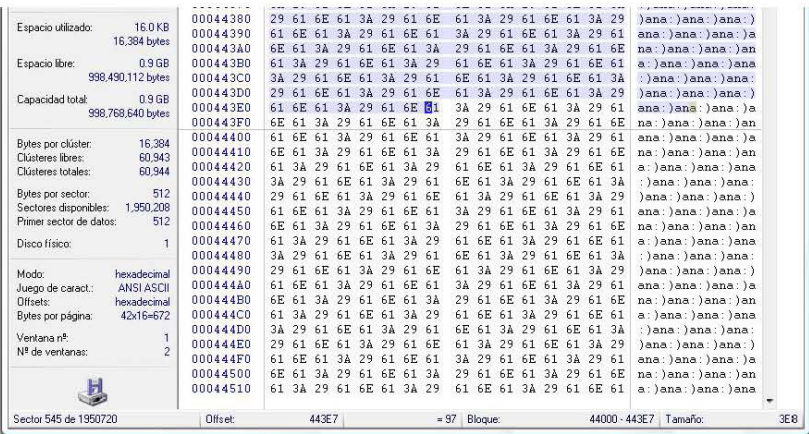 Espacio utilizado: 16.0 KB
16,384 bytes
Espacio libre: 0.9 GB
998,490,112 bytes
Capacidad total: 0.9 GB
998,768,640 bytes
Bytes por clúster: 16,384
Clústeres libres: 60,943
Clústeres totales: 60,944
Bytes por sector: 512
Sectores disponibles: 1,950,208
Primer sector de datos: 512
Disco físico: 1
Modo: hexadecimal
Juego de caract.: ANSI ASCII
Offsets: hexadecimal
Bytes por página: 42x16=672
Ventana nº: 1
Nº de ventanas: 2
00044380 29 61 6E 61 3A 29 61 6E 61 3A 29 61 6E 61 3A 29 )ana:)ana:)ana:)
00044390 61 6E 61 3A 29 61 6E 61 3A 29 61 6E 61 3A 29 61 ana:)ana:)ana:)a
000443A0 6E 61 3A 29 61 6E 61 3A 29 61 6E 61 3A 29 61 6E na:)ana:)ana:)an
000443B0 61 3A 29 61 6E 61 3A 29 61 6E 61 3A 29 61 6E 61 a:)ana:)ana:)ana
000443C0 3A 29 61 6E 61 3A 29 61 6E 61 3A 29 61 6E 61 3A :)ana:)ana:)ana:
000443D0 29 61 6E 61 3A 29 61 6E 61 3A 29 61 6E 61 3A 29 )ana:)ana:)ana:)
000443E0 61 6E 61 3A 29 61 6E 61 3A 29 61 6E 61 3A 29 61 ana:)ana:)ana:)a
000443F0 6E 61 3A 29 61 6E 61 3A 29 61 6E 61 3A 29 61 6E na:)ana:)ana:)an
00044400 61 6E 61 3A 29 61 6E 61 3A 29 61 6E 61 3A 29 61 ana:)ana:)ana:)a
00044410 6E 61 3A 29 61 6E 61 3A 29 61 6E 61 3A 29 61 6E na:)ana:)ana:)an
00044420 61 3A 29 61 6E 61 3A 29 61 6E 61 3A 29 61 6E 61 a:)ana:)ana:)ana
00044430 3A 29 61 6E 61 3A 29 61 6E 61 3A 29 61 6E 61 3A :)ana:)ana:)ana:
00044440 29 61 6E 61 3A 29 61 6E 61 3A 29 61 6E 61 3A 29 )ana:)ana:)ana:)
00044450 61 6E 61 3A 29 61 6E 61 3A 29 61 6E 61 3A 29 61 ana:)ana:)ana:)a
00044460 6E 61 3A 29 61 6E 61 3A 29 61 6E 61 3A 29 61 6E na:)ana:)ana:)an
00044470 61 3A 29 61 6E 61 3A 29 61 6E 61 3A 29 61 6E 61 a:)ana:)ana:)ana
00044480 3A 29 61 6E 61 3A 29 61 6E 61 3A 29 61 6E 61 3A :)ana:)ana:)ana:
00044490 29 61 6E 61 3A 29 61 6E 61 3A 29 61 6E 61 3A 29 )ana:)ana:)ana:)
000444A0 61 6E 61 3A 29 61 6E 61 3A 29 61 6E 61 3A 29 61 ana:)ana:)ana:)a
000444B0 6E 61 3A 29 61 6E 61 3A 29 61 6E 61 3A 29 61 6E na:)ana:)ana:)an
000444C0 61 3A 29 61 6E 61 3A 29 61 6E 61 3A 29 61 6E 61 a:)ana:)ana:)ana
000444D0 3A 29 61 6E 61 3A 29 61 6E 61 3A 29 61 6E 61 3A :)ana:)ana:)ana:
000444E0 29 61 6E 61 3A 29 61 6E 61 3A 29 61 6E 61 3A 29 )ana:)ana:)ana:)
000444F0 61 6E 61 3A 29 61 6E 61 3A 29 61 6E 61 3A 29 61 ana:)ana:)ana:)a
00044500 6E 61 3A 29 61 6E 61 3A 29 61 6E 61 3A 29 61 6E na:)ana:)ana:)an
00044510 61 3A 29 61 6E 61 3A 29 61 6E 61 3A 29 61 6E 61 a:)ana:)ana:)ana
Sector 545 de 1950720 Offset: 443E7 = 97 Bloque: 44000 - 443E7 Tamaño: 3E8